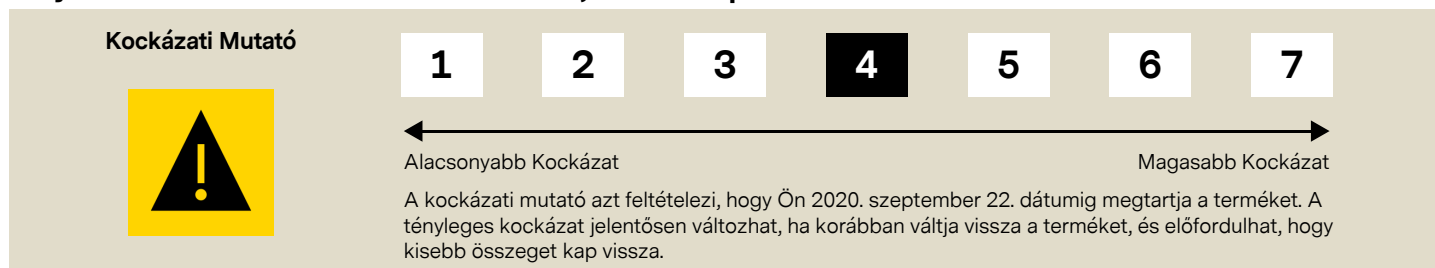 Kockázati Mutató
1 2 3 4 5 6 7
Alacsonyabb Kockázat Magasabb Kockázat
A kockázati mutató azt feltételezi, hogy Ön 2020. szeptember 22. dátumig megtartja a terméket. A
tényleges kockázat jelentősen változhat, ha korábban váltja vissza a terméket, és előfordulhat, hogy
kisebb összeget kap vissza.